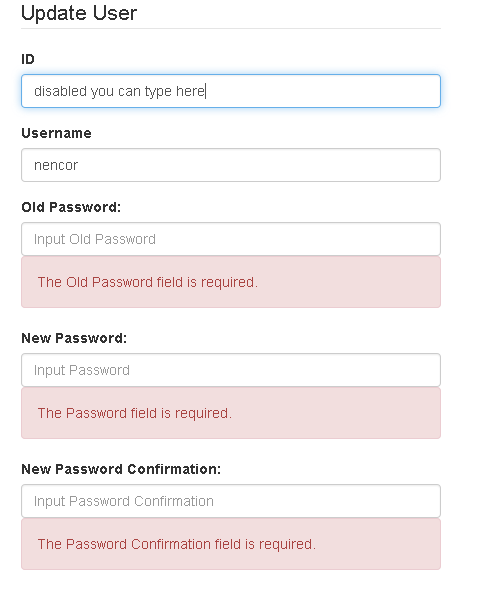 Update User
ID
disabled you can type here
Username
nencor
Old Password:
Input Old Password
The Old Password field is required.
New Password:
Input Password
The Password field is required.
New Password Confirmation:
Input Password Confirmation
The Password Confirmation field is required.